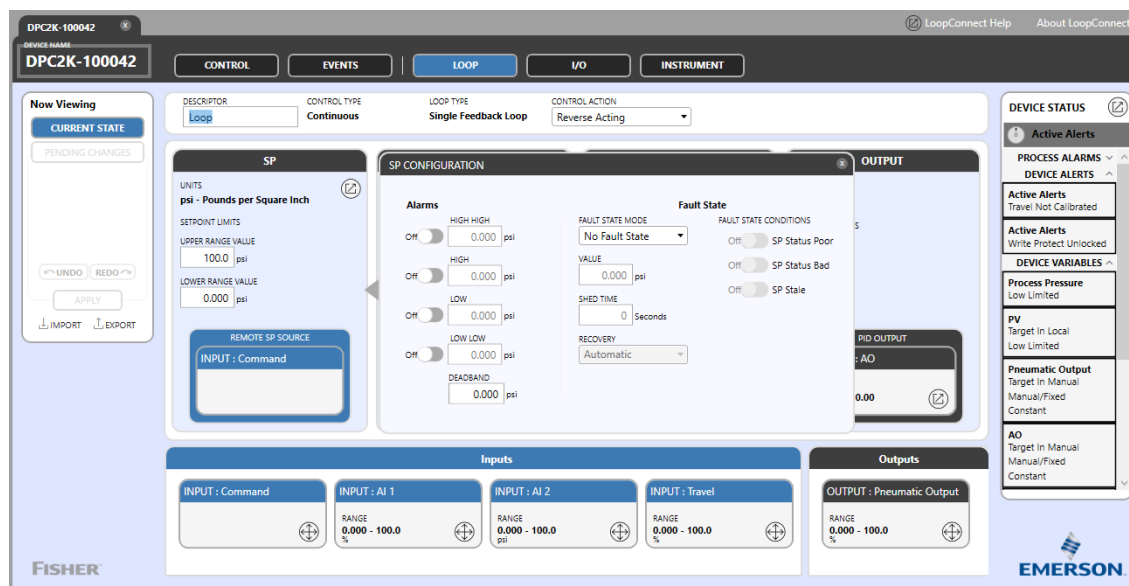 DPC2K-100042
LoopConnect Help About LoopConnect
DEVICE NAME
DPC2K-100042
CONTROL EVENTS LOOP I/O INSTRUMENT
Now Viewing
CURRENT STATE
PENDING CHANGES
UNDO REDO
APPLY
IMPORT EXPORT
DESCRIPTOR CONTROL TYPE LOOP TYPE CONTROL ACTION
Loop Continuous Single Feedback Loop Reverse Acting
SP
UNITS
psi - Pounds per Square Inch
SETPOINT LIMITS
UPPER RANGE VALUE
100.0 psi
LOWER RANGE VALUE
0.000 psi
REMOTE SP SOURCE
INPUT : Command
SP CONFIGURATION
Alarms
HIGH HIGH
Off 0.000 psi
HIGH
Off 0.000 psi
LOW
Off 0.000 psi
LOW LOW
Off 0.000 psi
DEADBAND
0.000 psi
Fault State
FAULT STATE MODE
No Fault State
VALUE
0.000 psi
SHED TIME
0 Seconds
RECOVERY
Automatic
FAULT STATE CONDITIONS
Off SP Status Poor
Off SP Status Bad
Off SP Stale
OUTPUT
S
PID OUTPUT
: AO
0.00
Inputs
INPUT : Command
INPUT : AI 1
RANGE
0.000 - 100.0
%
INPUT : AI 2
RANGE
0.000 - 100.0
psi
INPUT : Travel
RANGE
0.000 - 100.0
%
Outputs
OUTPUT : Pneumatic Output
RANGE
0.000 - 100.0
%
DEVICE STATUS
Active Alerts
PROCESS ALARMS
DEVICE ALERTS
Active Alerts
Travel Not Calibrated
Active Alerts
Write Protect Unlocked
DEVICE VARIABLES
Process Pressure
Low Limited
PV
Target In Local
Low Limited
Pneumatic Output
Target In Manual
Manual/Fixed
Constant
AO
Target In Manual
Manual/Fixed
Constant
FISHER
EMERSON